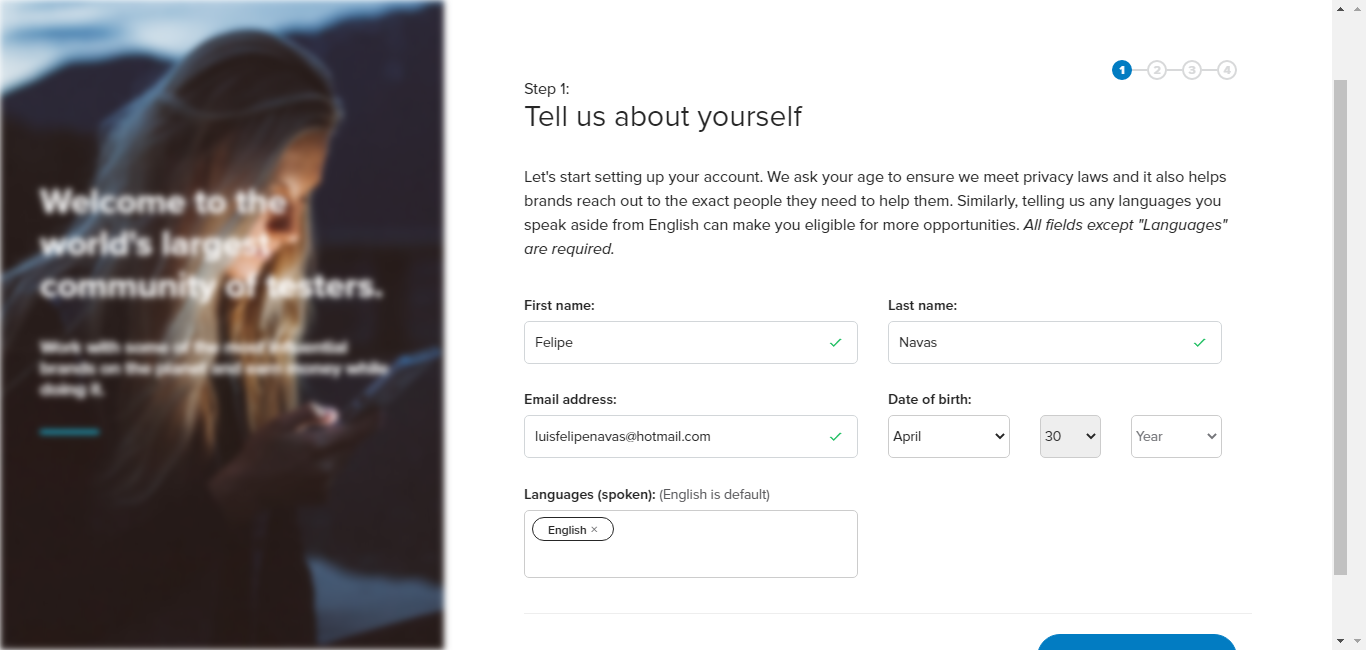 Welcome to the
world's largest
community of testers.
Work with some of the most influential
brands on the planet and earn money while
doing it.
1 2 3 4
Step 1:
Tell us about yourself
Let's start setting up your account. We ask your age to ensure we meet privacy laws and it also helps
brands reach out to the exact people they need to help them. Similarly, telling us any languages you
speak aside from English can make you eligible for more opportunities. All fields except "Languages"
are required.
First name: Last name:
Felipe Navas
Email address: Date of birth:
luisfelipenavas@hotmail.com April 30 Year
Languages (spoken): (English is default)
English ×